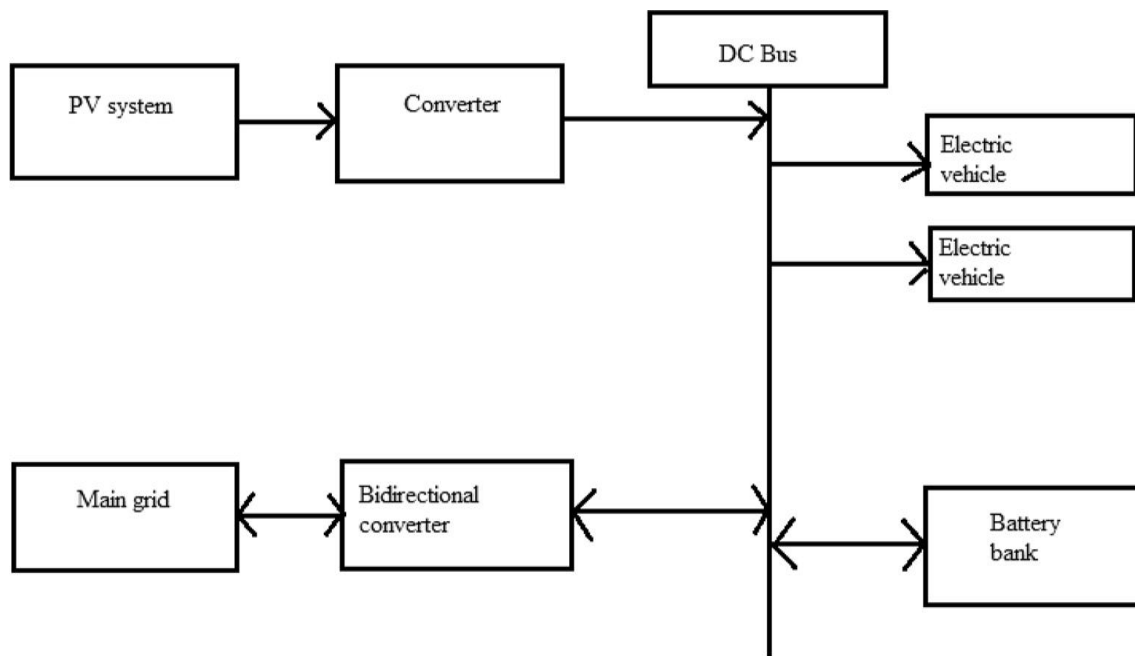 DC Bus
PV system
Converter
Electric
vehicle
Electric
vehicle
Main grid
Bidirectional
converter
Battery
bank